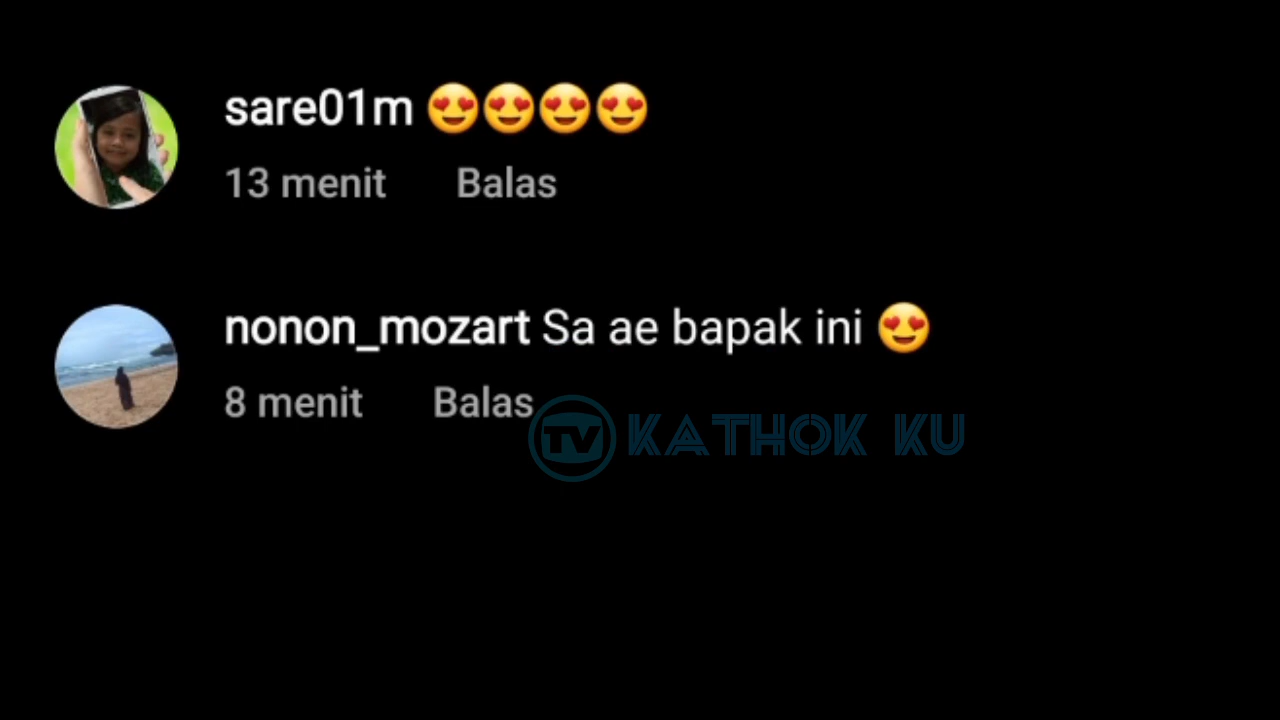 sare01m 😍😍😍😍
13 menit Balas
nonon_mozart Sa ae bapak ini 😍
8 menit Balas
TV KATHOK KU